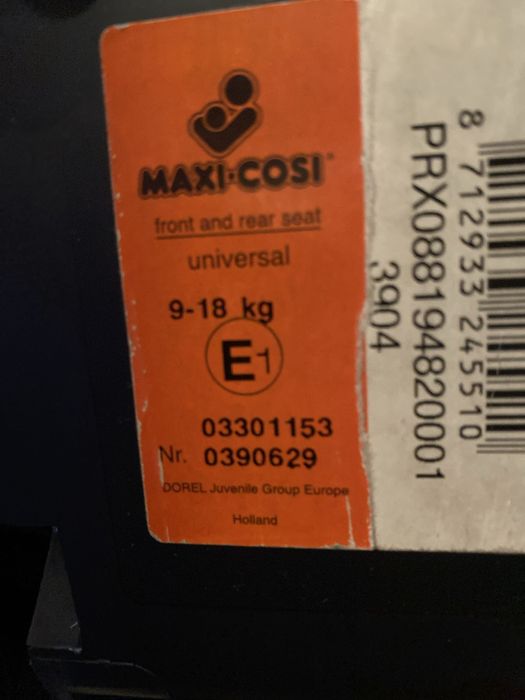 MAXI-COSI
front and rear seat
universal
9-18 kg
E1
03301153
Nr. 0390629
DOREL Juvenile Group Europe
Holland
3904
PRX088194820001
8 712933 245510